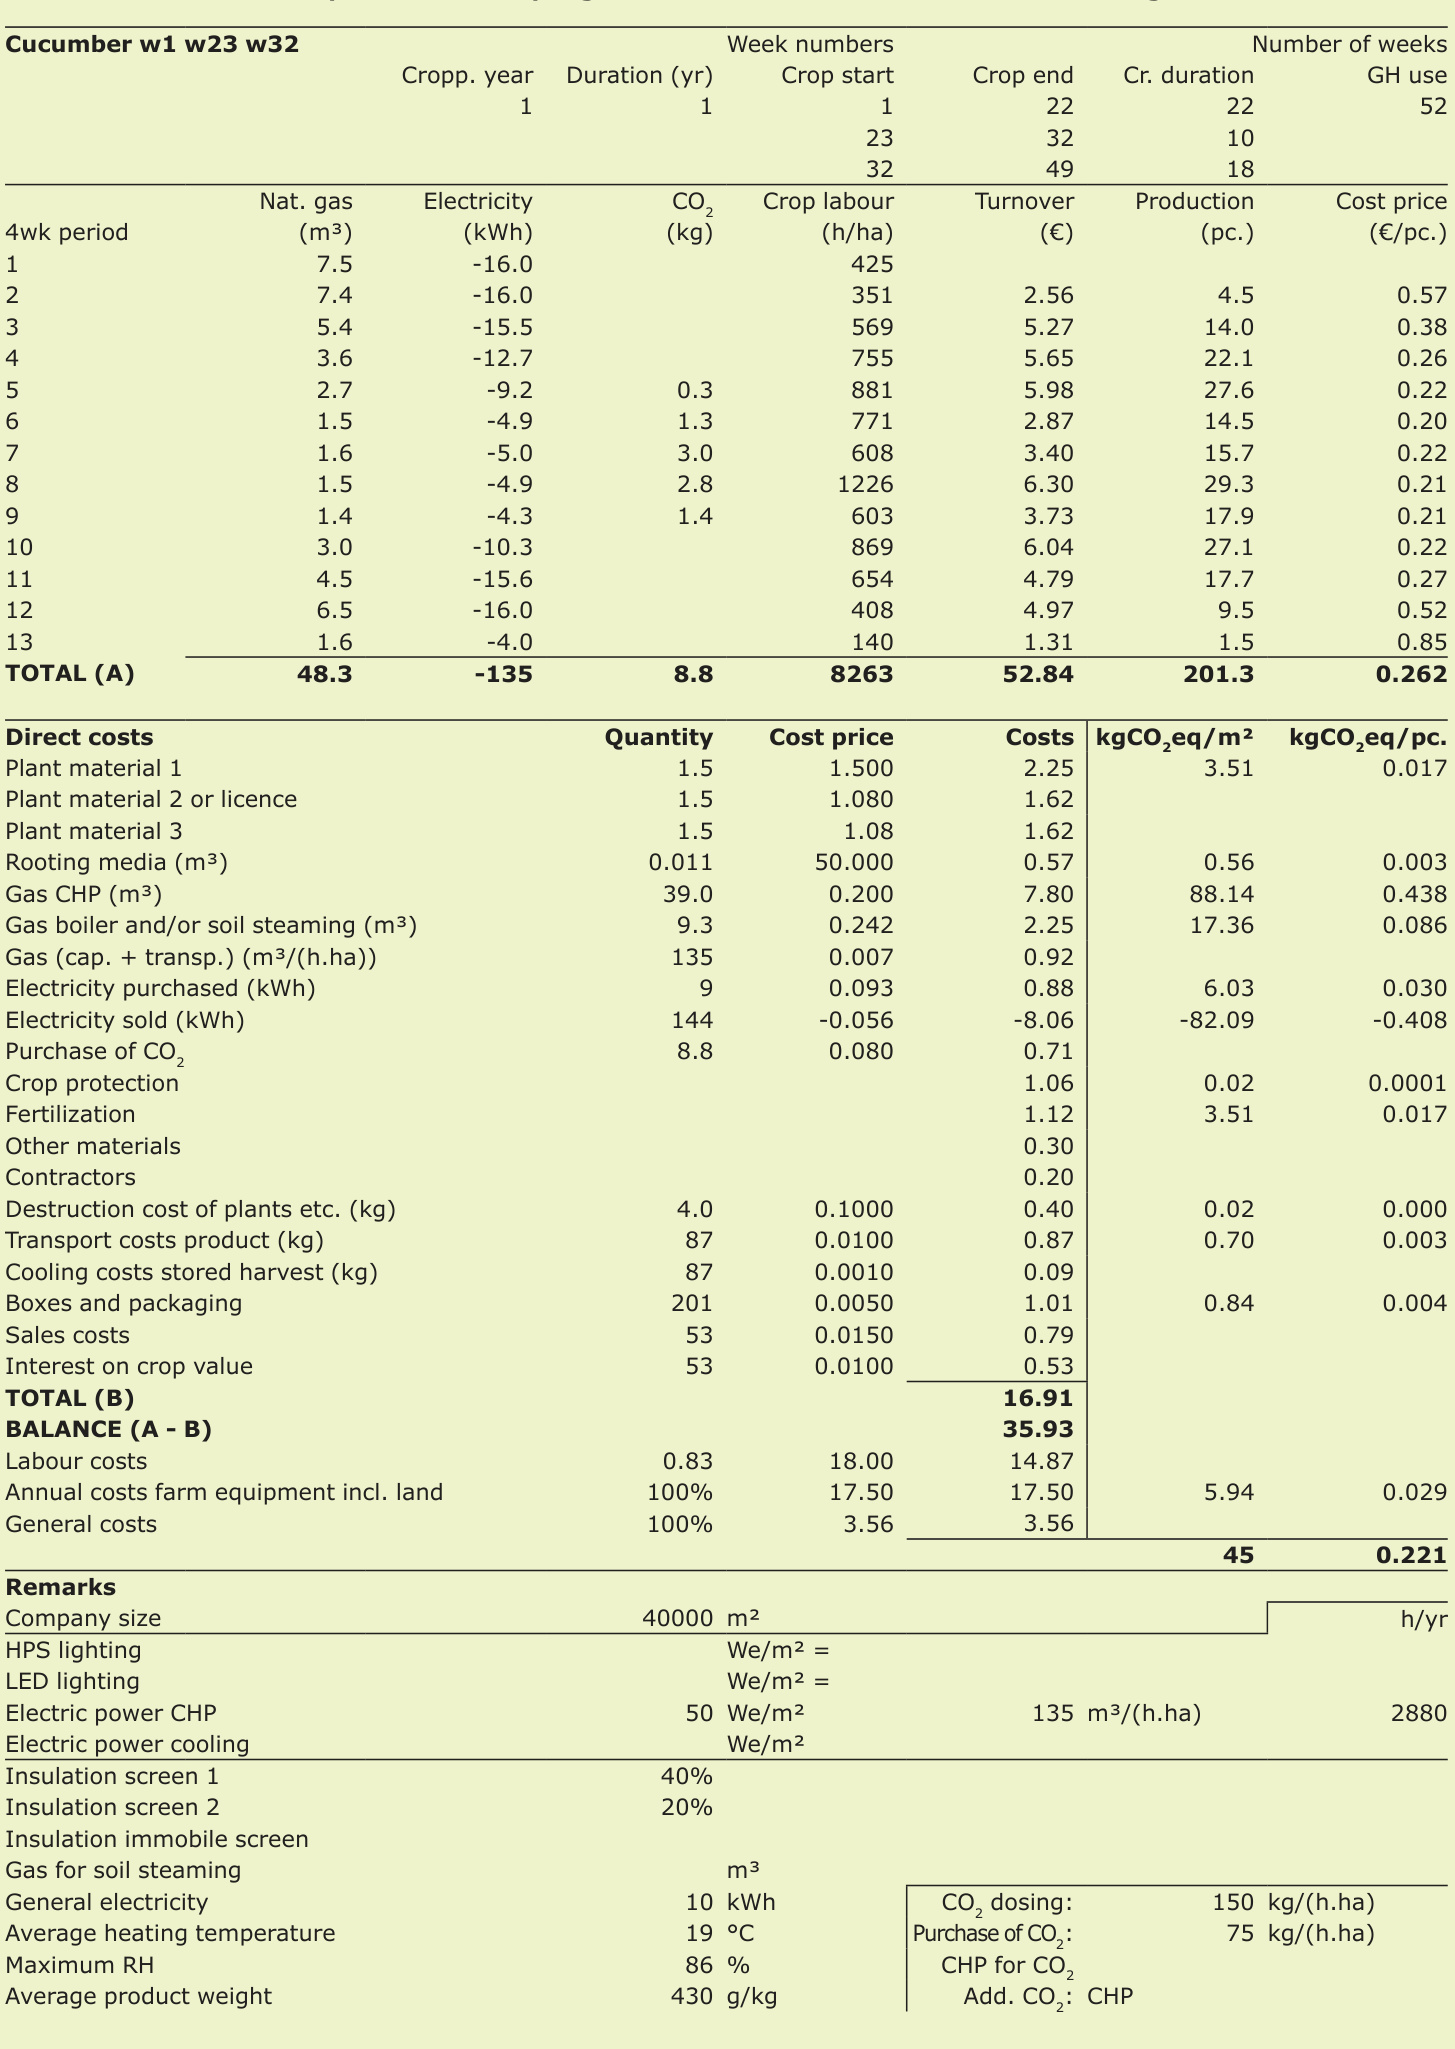 Cucumber w1 w23 w32 Week numbers Number of weeks
Cropp. year Duration (yr) Crop start Crop end Cr. duration GH use
1 1 1 22 22 52
23 32 10
32 49 18
Nat. gas Electricity CO₂ Crop labour Turnover Production Cost price
4wk period (m³) (kWh) (kg) (h/ha) (€) (pc.) (€/pc.)
1 7.5 -16.0 425
2 7.4 -16.0 351 2.56 4.5 0.57
3 5.4 -15.5 569 5.27 14.0 0.38
4 3.6 -12.7 755 5.65 22.1 0.26
5 2.7 -9.2 0.3 881 5.98 27.6 0.22
6 1.5 -4.9 1.3 771 2.87 14.5 0.20
7 1.6 -5.0 3.0 608 3.40 15.7 0.22
8 1.5 -4.9 2.8 1226 6.30 29.3 0.21
9 1.4 -4.3 1.4 603 3.73 17.9 0.21
10 3.0 -10.3 869 6.04 27.1 0.22
11 4.5 -15.6 654 4.79 17.7 0.27
12 6.5 -16.0 408 4.97 9.5 0.52
13 1.6 -4.0 140 1.31 1.5 0.85
TOTAL (A) 48.3 -135 8.8 8263 52.84 201.3 0.262
Direct costs Quantity Cost price Costs kgCO₂eq/m² kgCO₂eq/pc.
Plant material 1 1.5 1.500 2.25 3.51 0.017
Plant material 2 or licence 1.5 1.080 1.62
Plant material 3 1.5 1.08 1.62
Rooting media (m³) 0.011 50.000 0.57 0.56 0.003
Gas CHP (m³) 39.0 0.200 7.80 88.14 0.438
Gas boiler and/or soil steaming (m³) 9.3 0.242 2.25 17.36 0.086
Gas (cap. + transp.) (m³/(h.ha)) 135 0.007 0.92
Electricity purchased (kWh) 9 0.093 0.88 6.03 0.030
Electricity sold (kWh) 144 -0.056 -8.06 -82.09 -0.408
Purchase of CO₂ 8.8 0.080 0.71
Crop protection 1.06 0.02 0.0001
Fertilization 1.12 3.51 0.017
Other materials 0.30
Contractors 0.20
Destruction cost of plants etc. (kg) 4.0 0.1000 0.40 0.02 0.000
Transport costs product (kg) 87 0.0100 0.87 0.70 0.003
Cooling costs stored harvest (kg) 87 0.0010 0.09
Boxes and packaging 201 0.0050 1.01 0.84 0.004
Sales costs 53 0.0150 0.79
Interest on crop value 53 0.0100 0.53
TOTAL (B) 16.91
BALANCE (A - B) 35.93
Labour costs 0.83 18.00 14.87
Annual costs farm equipment incl. land 100% 17.50 17.50 5.94 0.029
General costs 100% 3.56 3.56
45 0.221
Remarks
Company size 40000 m² h/yr
HPS lighting We/m² =
LED lighting We/m² =
Electric power CHP 50 We/m² 135 m³/(h.ha) 2880
Electric power cooling We/m²
Insulation screen 1 40%
Insulation screen 2 20%
Insulation immobile screen
Gas for soil steaming m³
General electricity 10 kWh CO₂ dosing: 150 kg/(h.ha)
Average heating temperature 19 °C Purchase of CO₂: 75 kg/(h.ha)
Maximum RH 86 % CHP for CO₂
Average product weight 430 g/kg Add. CO₂: CHP